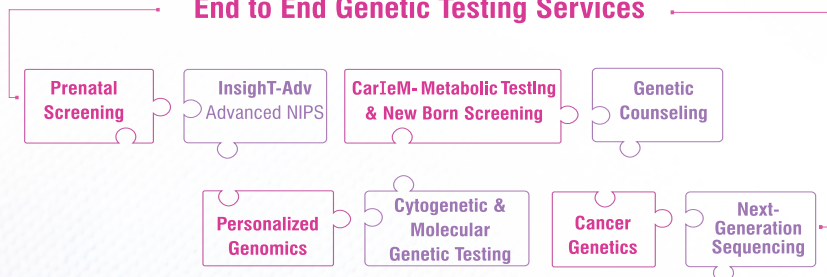 End to End Genetic Testing Services
Prenatal
Screening
InsighT-Adv
Advanced NIPS
CarIeM- Metabolic Testing
& New Born Screening
Genetic
Counseling
Personalized
Genomics
Cytogenetic &
Molecular
Genetic Testing
Cancer
Genetics
Next-
Generation
Sequencing